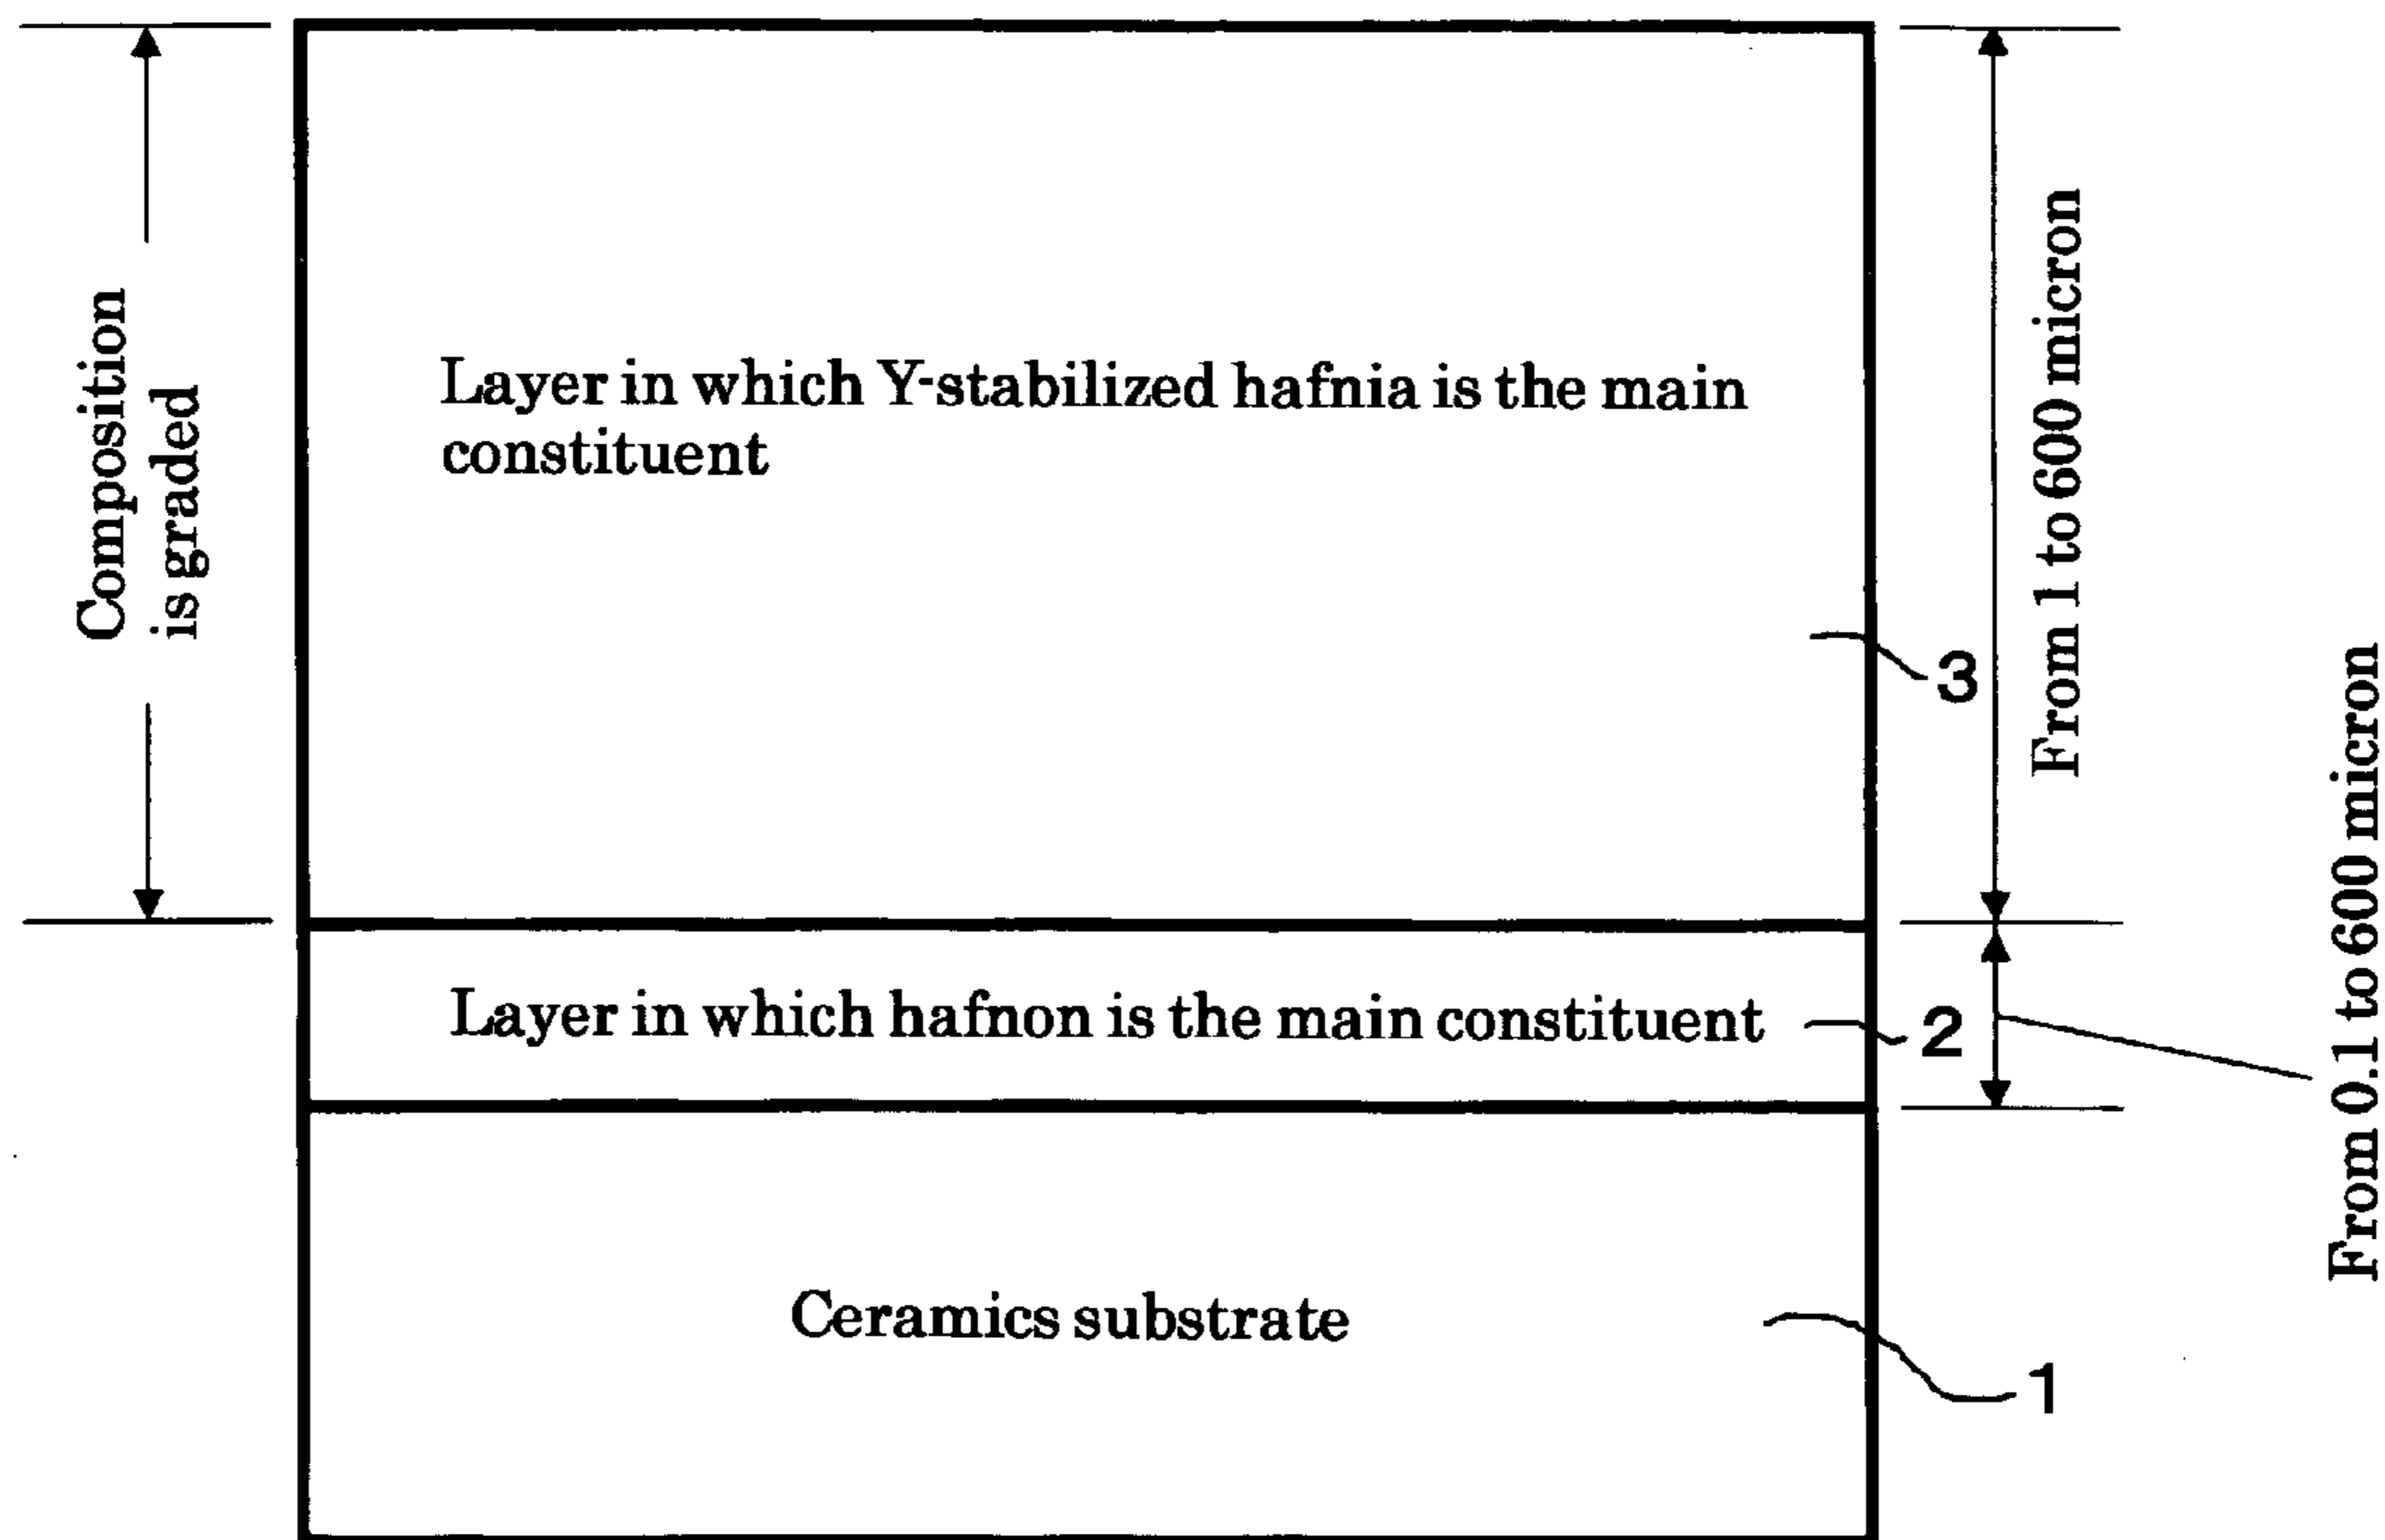 Composition
is graded
Layer in which Y-stabilized hafnia is the main
constituent
3
From 1 to 600 micron
Layer in which hafnon is the main constituent
2
From 0.1 to 600 micron
Ceramics substrate
1